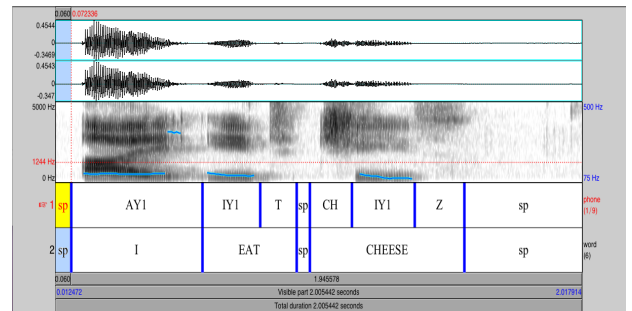 0.060 0.072336
0.4544
0
-0.3469
0.4543
0
-0.347
5000 Hz 500 Hz
1244 Hz
0 Hz 75 Hz
1 sp AY1 IY1 T sp CH IY1 Z sp phone (1/9)
2 sp I EAT sp CHEESE sp word (6)
0.060 1.945578
0.012472 Visible part 2.005442 seconds 2.017914
Total duration 2.005442 seconds